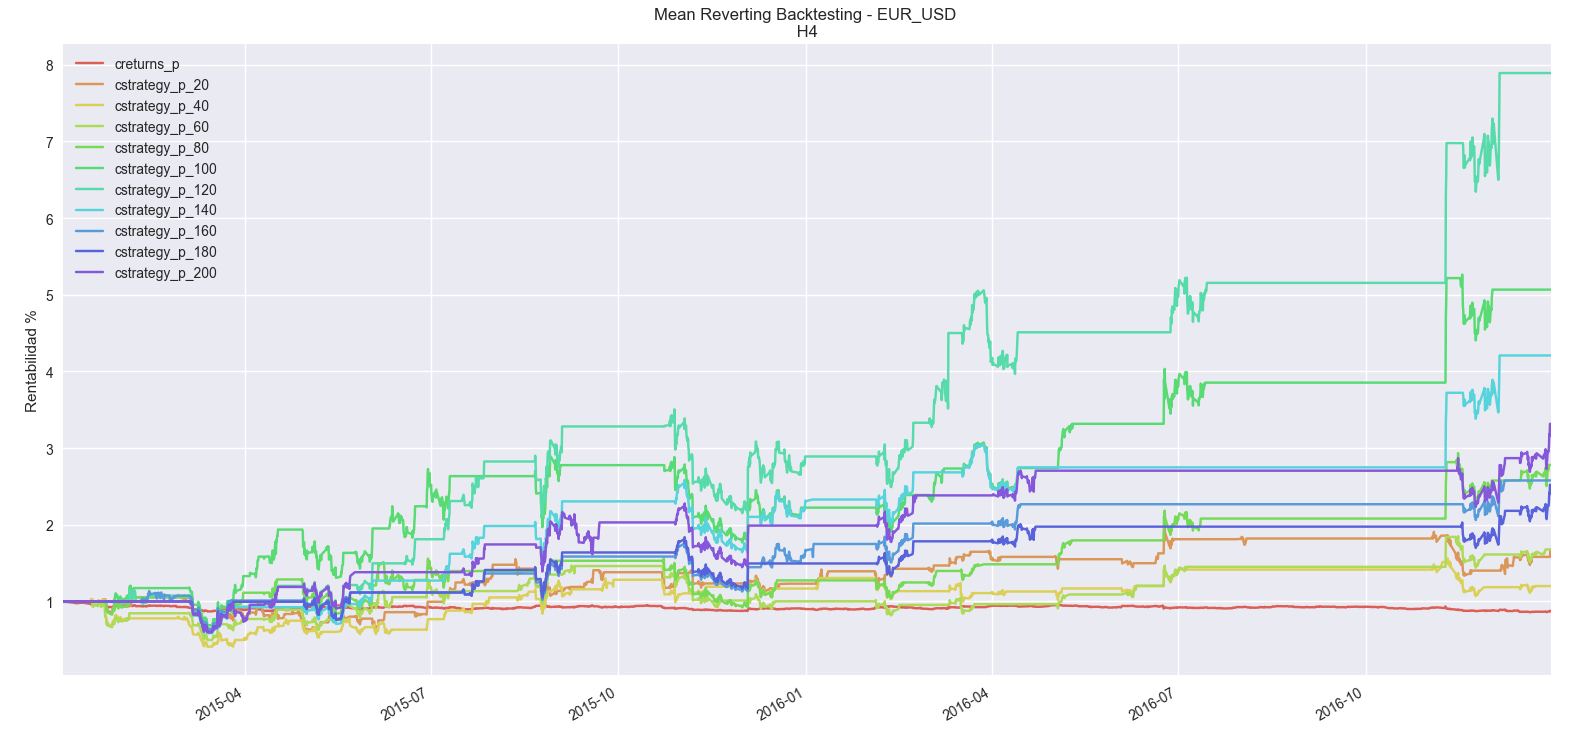 Mean Reverting Backtesting - EUR_USD
H4
8
7
6
5
4
3
2
1
Rentabilidad %
creturns_p
cstrategy_p_20
cstrategy_p_40
cstrategy_p_60
cstrategy_p_80
cstrategy_p_100
cstrategy_p_120
cstrategy_p_140
cstrategy_p_160
cstrategy_p_180
cstrategy_p_200
2015-04
2015-07
2015-10
2016-01
2016-04
2016-07
2016-10